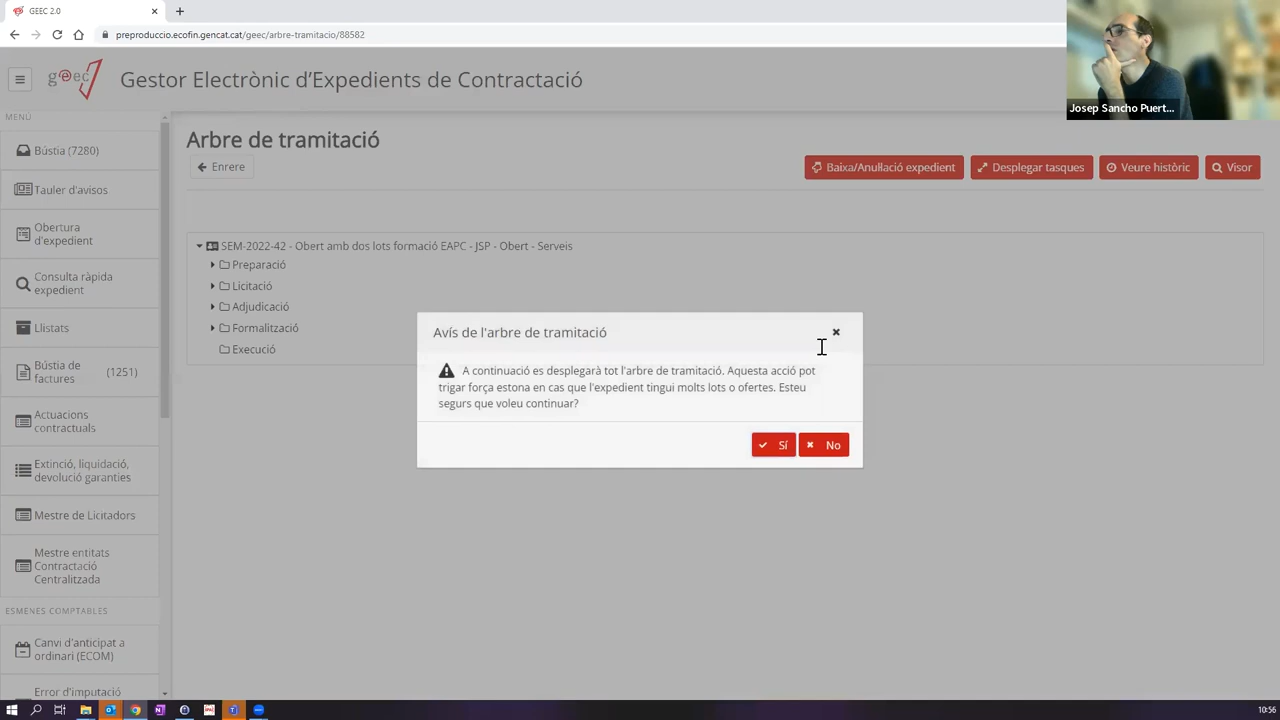 GEEC 2.0
preproduccio.ecofin.gencat.cat/geec/arbre-tramitacio/88582
Josep Sancho Puert...
g@eec
Gestor Electrònic d'Expedients de Contractació
MENÚ
Bústia (7280)
Tauler d'avisos
Obertura
d'expedient
Consulta ràpida
expedient
Llistats
Bústia de
factures
(1251)
Actuacions
contractuals
Extinció, liquidació,
devolució garanties
Mestre de Licitadors
Mestre entitats
Contractació
Centralitzada
ESMENES COMPTABLES
Canvi d'anticipat a
ordinari (ECOM)
Error d'imputació
Arbre de tramitació
Enrere
Baixa/Anul·lació expedient
Desplegar tasques
Veure històric
Visor
SEM-2022-42 - Obert amb dos lots formació EAPC - JSP - Obert - Serveis
Preparació
Licitació
Adjudicació
Formalització
Execució
Avís de l'arbre de tramitació
A continuació es desplegarà tot l'arbre de tramitació. Aquesta acció pot
trigar força estona en cas que l'expedient tingui molts lots o ofertes. Esteu
segurs que voleu continuar?
Sí
No
10:56